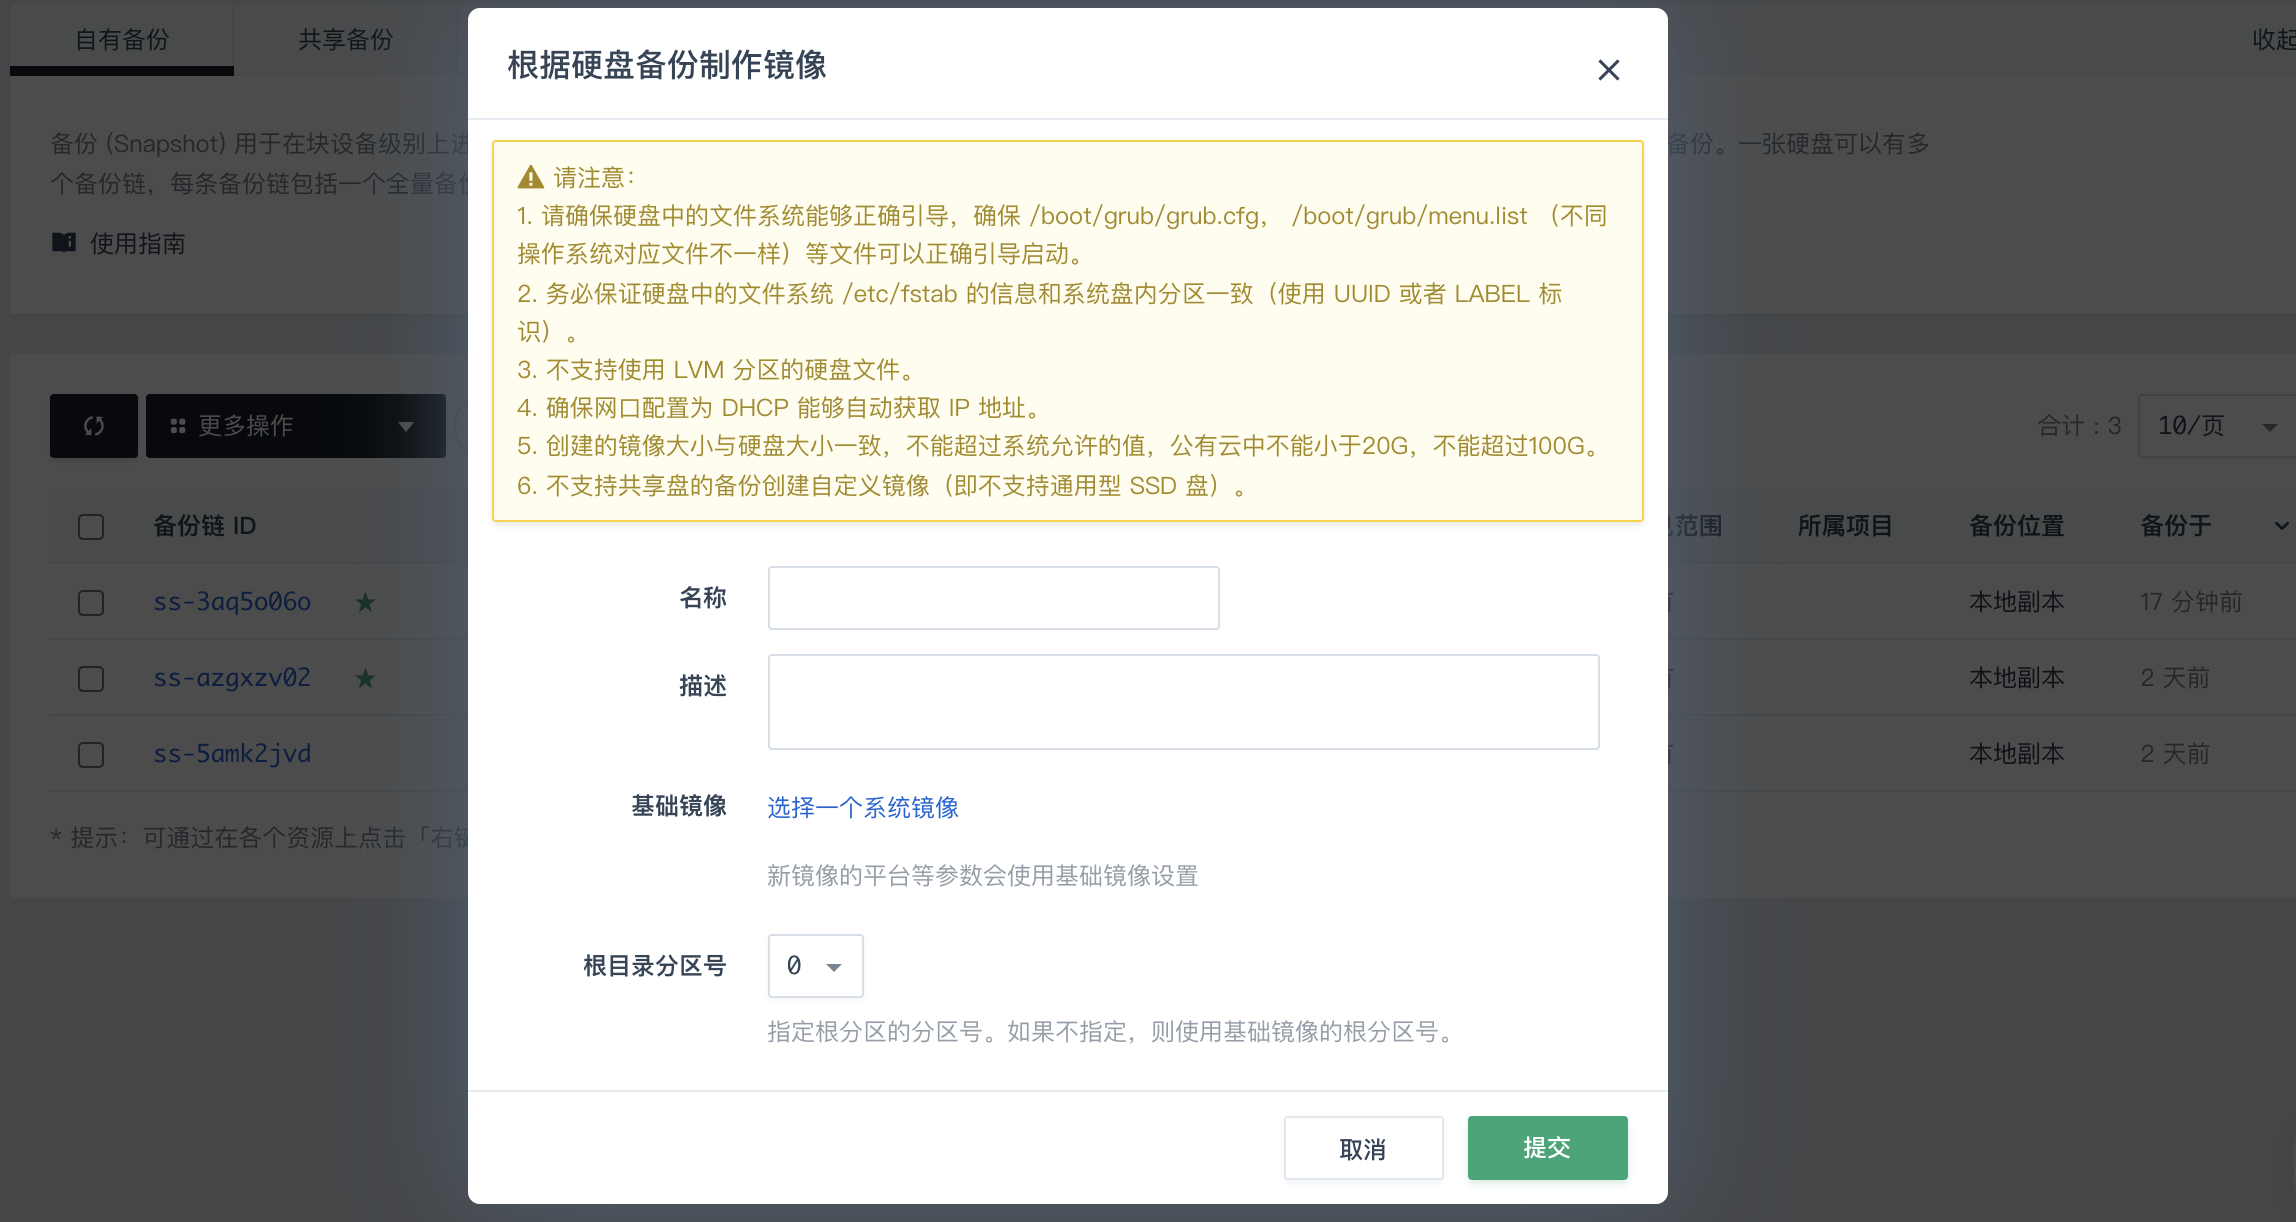 自有备份
共享备份
收起
备份 (Snapshot) 用于在块设备级别上进
备份。一张硬盘可以有多
个备份链，每条备份链包括一个全量备份
使用指南
更多操作
合计：3
10/页
备份链 ID
范围
所属项目
备份位置
备份于
ss-3aq5o06o
本地副本
17 分钟前
ss-azgxzv02
本地副本
2 天前
ss-5amk2jvd
本地副本
2 天前
* 提示：可通过在各个资源上点击「右键
根据硬盘备份制作镜像
请注意：
1. 请确保硬盘中的文件系统能够正确引导，确保 /boot/grub/grub.cfg， /boot/grub/menu.list （不同
操作系统对应文件不一样）等文件可以正确引导启动。
2. 务必保证硬盘中的文件系统 /etc/fstab 的信息和系统盘内分区一致（使用 UUID 或者 LABEL 标
识）。
3. 不支持使用 LVM 分区的硬盘文件。
4. 确保网口配置为 DHCP 能够自动获取 IP 地址。
5. 创建的镜像大小与硬盘大小一致，不能超过系统允许的值，公有云中不能小于20G，不能超过100G。
6. 不支持共享盘的备份创建自定义镜像（即不支持通用型 SSD 盘）。
名称
描述
基础镜像
选择一个系统镜像
新镜像的平台等参数会使用基础镜像设置
根目录分区号
0
指定根分区的分区号。如果不指定，则使用基础镜像的根分区号。
取消
提交